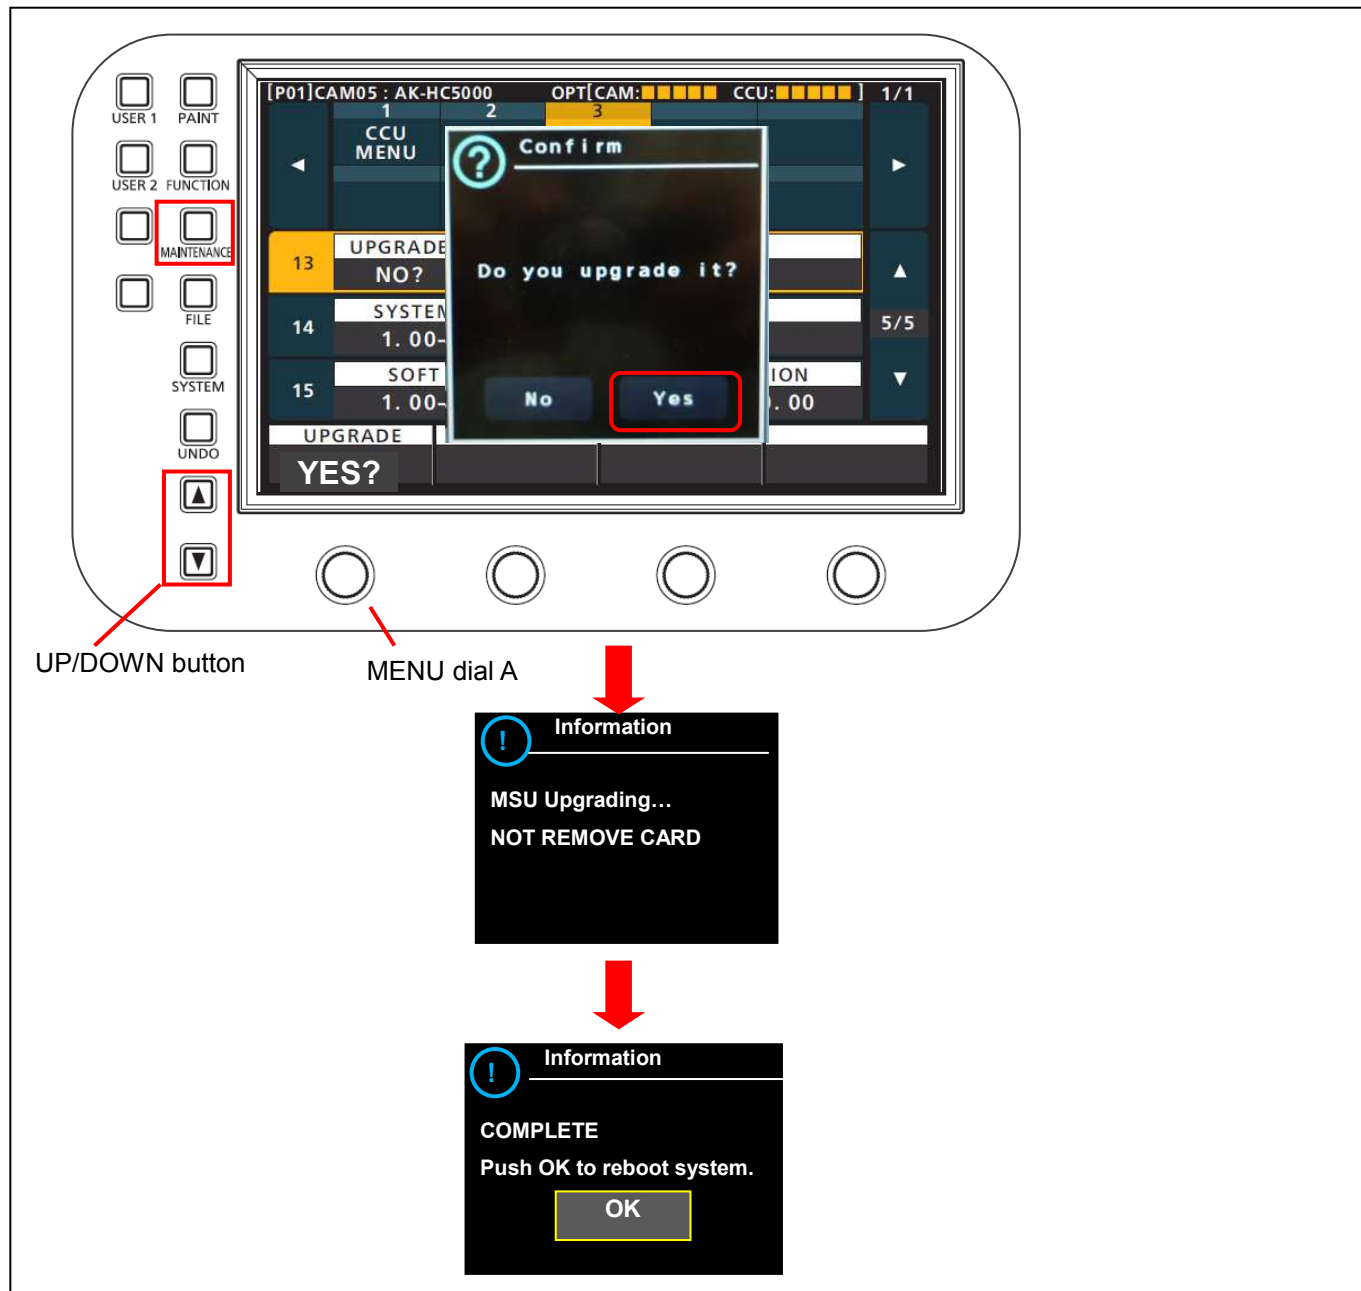 [P01]CAM05 : AK-HC5000 OPT[CAM: CCU: ] 1/1
USER 1 PAINT
USER 2 FUNCTION
MAINTENANCE
FILE
SYSTEM
UNDO
1 2 3
CCU
MENU
◄ ►
Confirm
?
Do you upgrade it?
No Yes
13 UPGRADE
NO?
▲
14 SYSTEM
1. 00-
5/5
15 SOFT ION
1. 00- . 00
▼
UPGRADE
YES?
▲
▼
UP/DOWN button
MENU dial A
! Information
MSU Upgrading…
NOT REMOVE CARD
! Information
COMPLETE
Push OK to reboot system.
OK